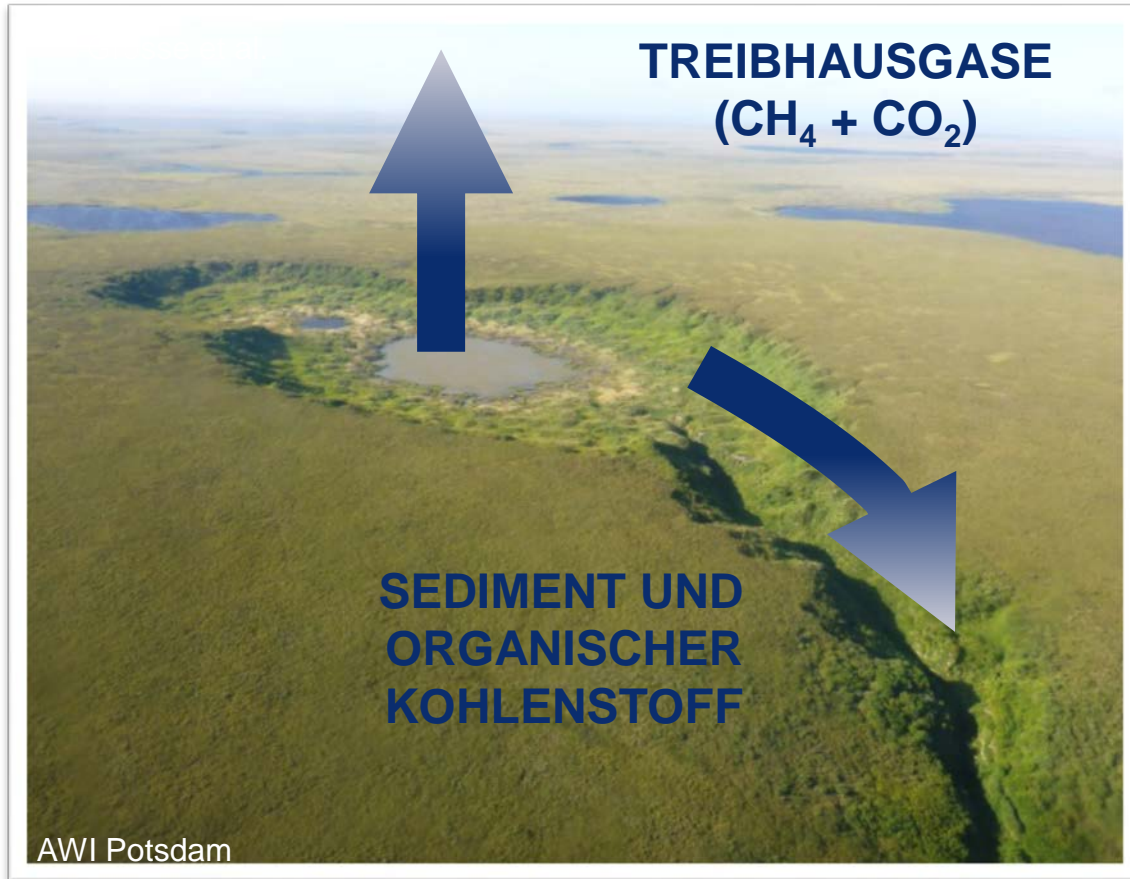 TREIBHAUSGASE
(CH₄ + CO₂)
SEDIMENT UND
ORGANISCHER
KOHLENSTOFF
AWI Potsdam